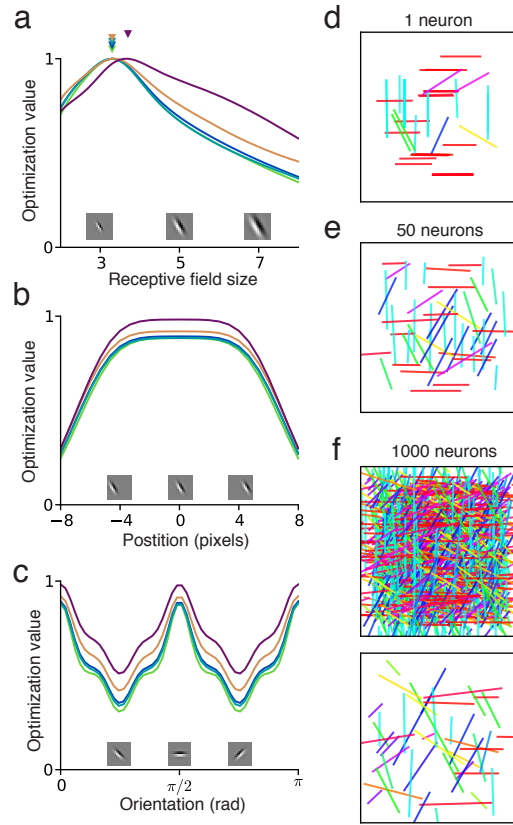 a
1
Optimization value
0
3
5
7
Receptive field size
b
1
Optimization value
0
−8
−4
0
4
8
Postition (pixels)
c
1
Optimization value
0
0
π/2
π
Orientation (rad)
d
1 neuron
e
50 neurons
f
1000 neurons